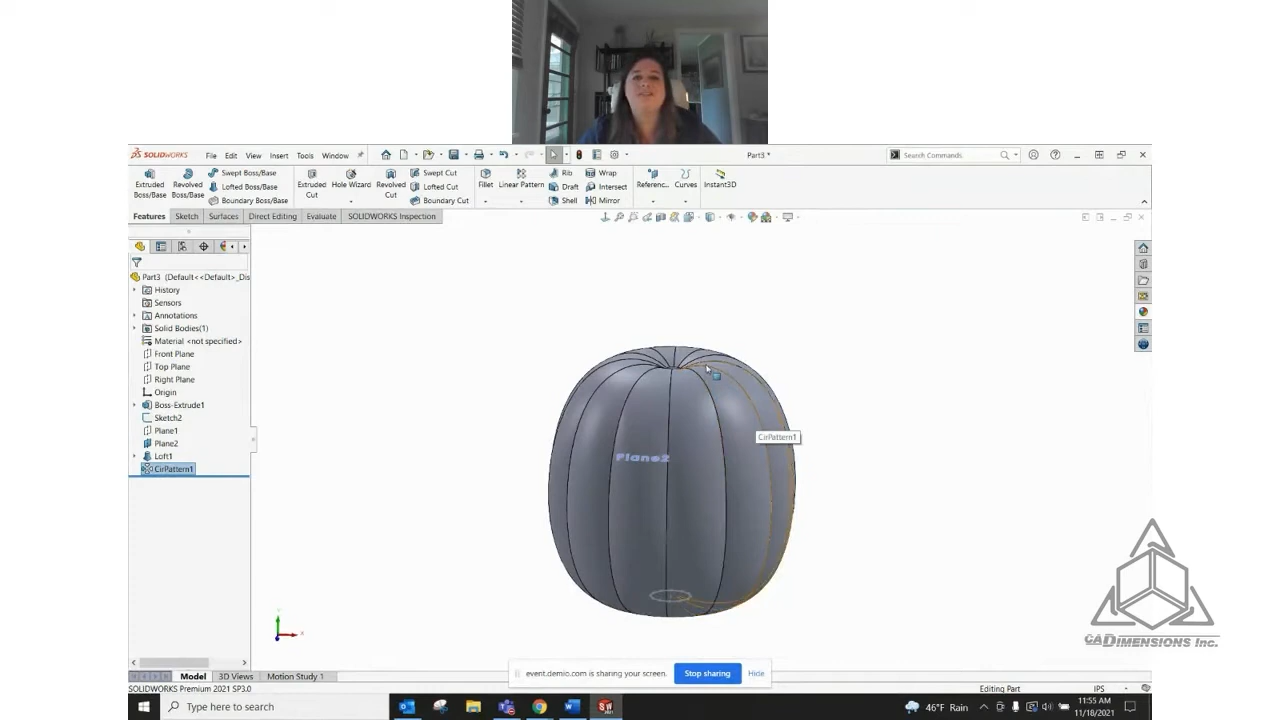 SOLIDWORKS File Edit View Insert Tools Window
Part3 *
Search Commands
Extruded Boss/Base
Revolved Boss/Base
Swept Boss/Base
Lofted Boss/Base
Boundary Boss/Base
Extruded Cut
Hole Wizard
Revolved Cut
Swept Cut
Lofted Cut
Boundary Cut
Fillet
Linear Pattern
Rib
Draft
Shell
Wrap
Intersect
Mirror
Referenc...
Curves
Instant3D
Features Sketch Surfaces Direct Editing Evaluate SOLIDWORKS Inspection
Part3 (Default<<Default>_Dis
History
Sensors
Annotations
Solid Bodies(1)
Material <not specified>
Front Plane
Top Plane
Right Plane
Origin
Boss-Extrude1
Sketch2
Plane1
Plane2
Loft1
CirPattern1
CirPattern1
Plane2
CADIMENSIONS Inc.
event.demio.com is sharing your screen. Stop sharing Hide
Model 3D Views Motion Study 1
SOLIDWORKS Premium 2021 SP3.0
Editing Part
IPS
Type here to search
46°F Rain
11:55 AM
11/18/2021